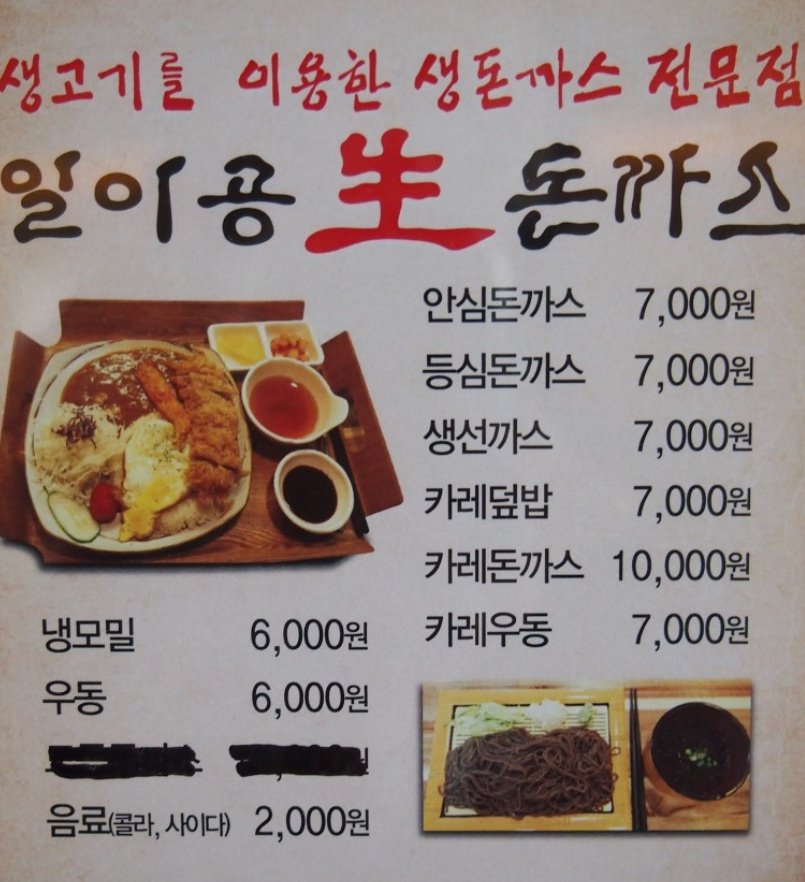 생고기를 이용한 생돈까스 전문점
일이용 生 돈까스
안심돈까스 7,000원
등심돈까스 7,000원
생선까스 7,000원
카레덮밥 7,000원
카레돈까스 10,000원
카레우동 7,000원
냉모밀 6,000원
우동 6,000원
음료(콜라, 사이다) 2,000원